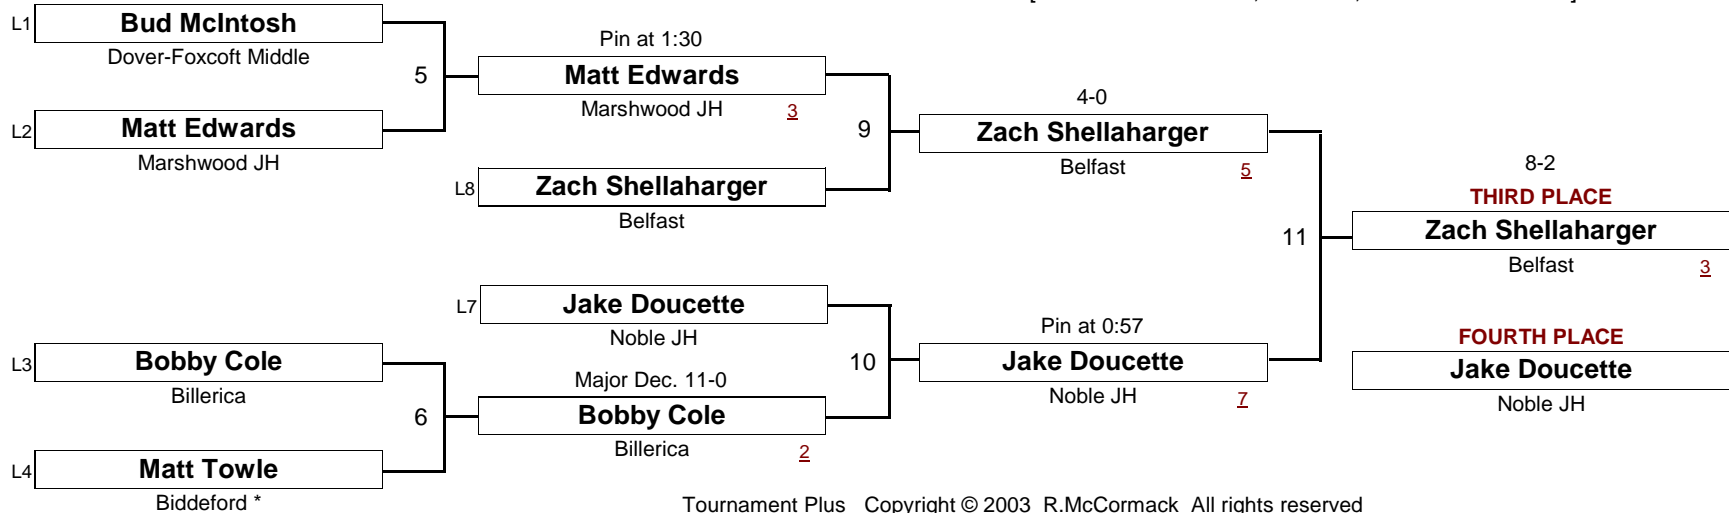 L1 Bud McIntosh
Dover-Foxcoft Middle
5
L2 Matt Edwards
Marshwood JH
Pin at 1:30
Matt Edwards
Marshwood JH 3
9
L8 Zach Shellaharger
Belfast
4-0
Zach Shellaharger
Belfast 5
11
8-2
THIRD PLACE
Zach Shellaharger
Belfast 3
L7 Jake Doucette
Noble JH
10
Pin at 0:57
Jake Doucette
Noble JH 7
FOURTH PLACE
Jake Doucette
Noble JH
L3 Bobby Cole
Billerica
6
Major Dec. 11-0
Bobby Cole
Billerica 2
L4 Matt Towle
Biddeford *
Tournament Plus Copyright © 2003 R.McCormack All rights reserved